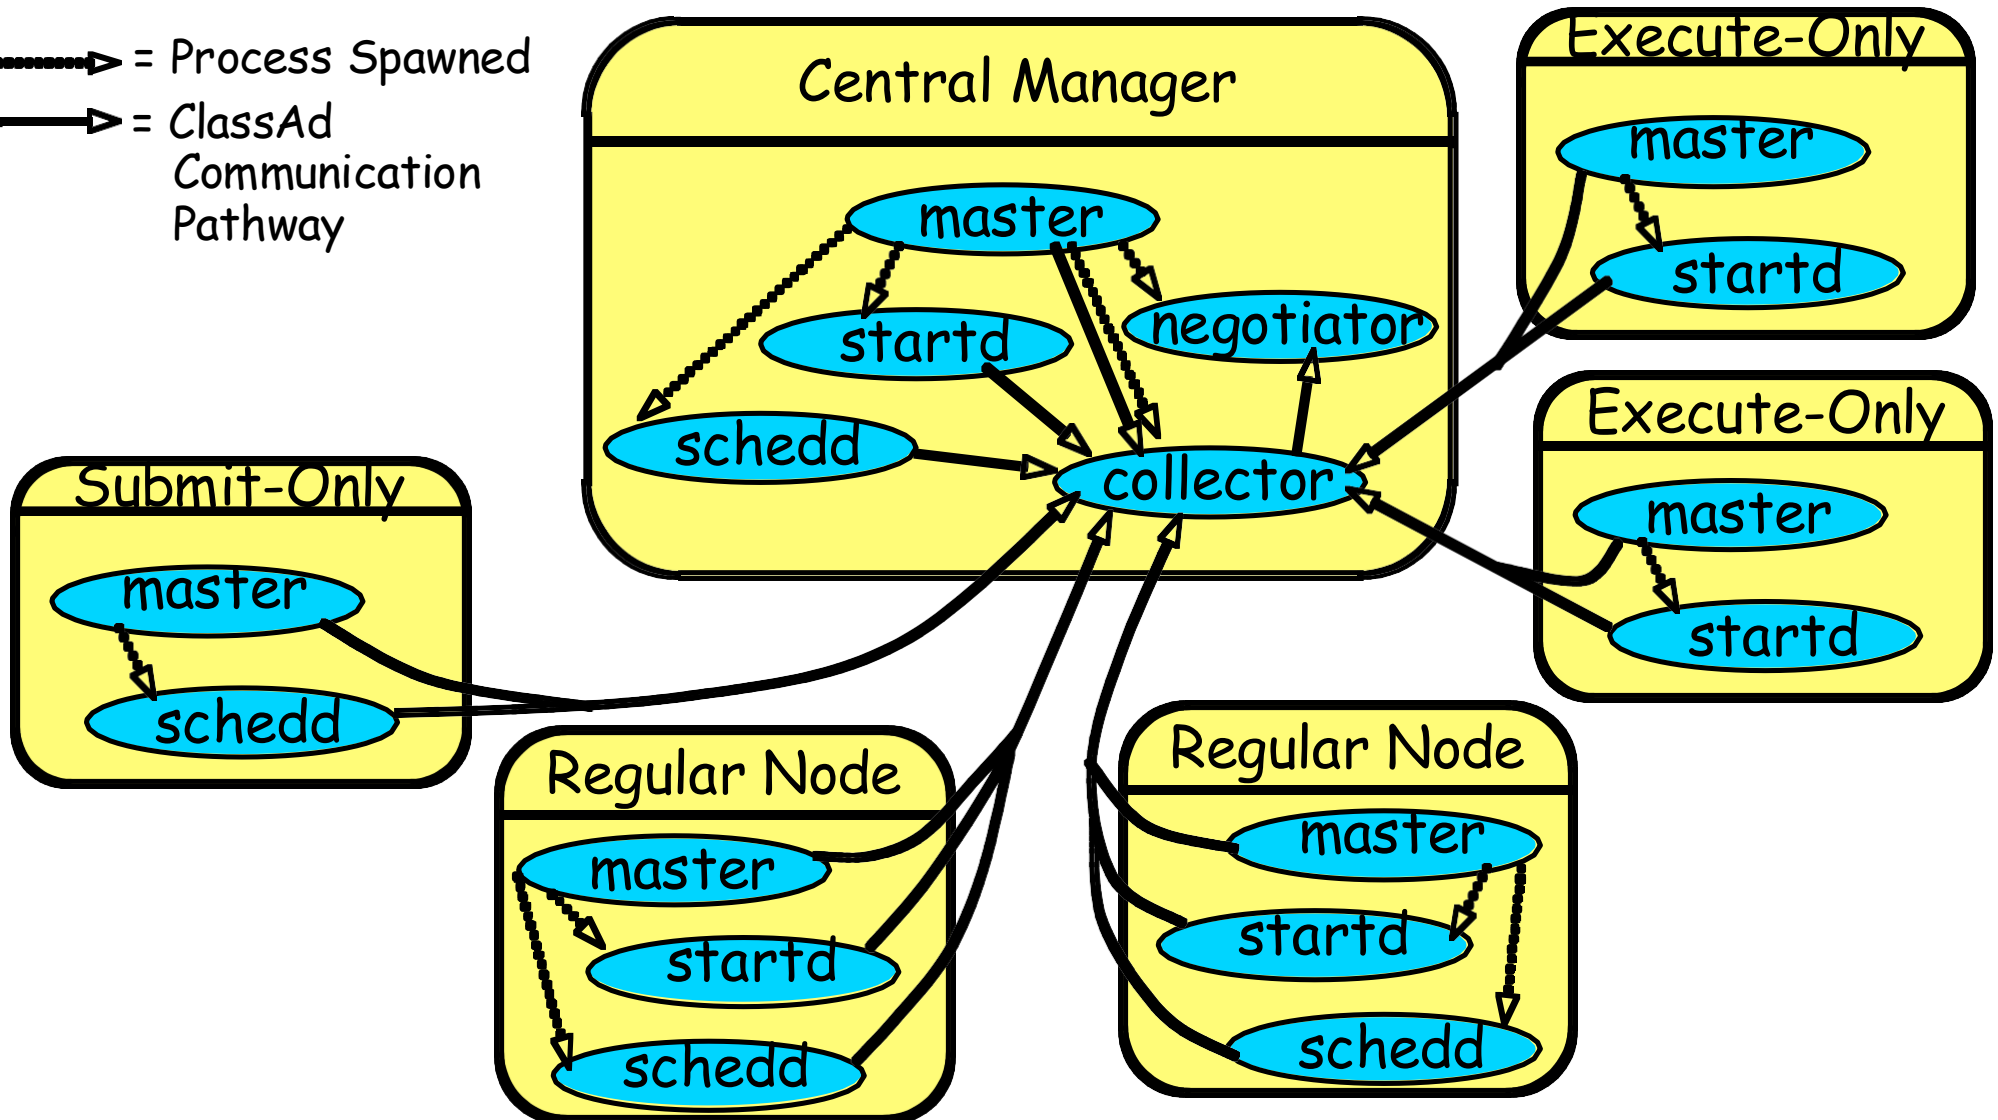 = Process Spawned
= ClassAd
Communication
Pathway
Central Manager
master
startd
negotiator
schedd
collector
Execute-Only
master
startd
Execute-Only
master
startd
Submit-Only
master
schedd
Regular Node
master
startd
schedd
Regular Node
master
startd
schedd